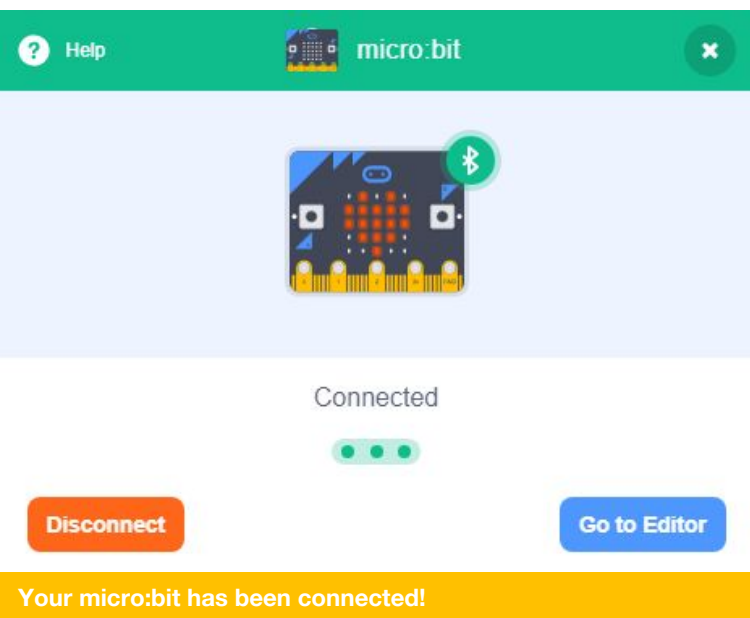 ? Help
micro:bit
Connected
Disconnect
Go to Editor
Your micro:bit has been connected!